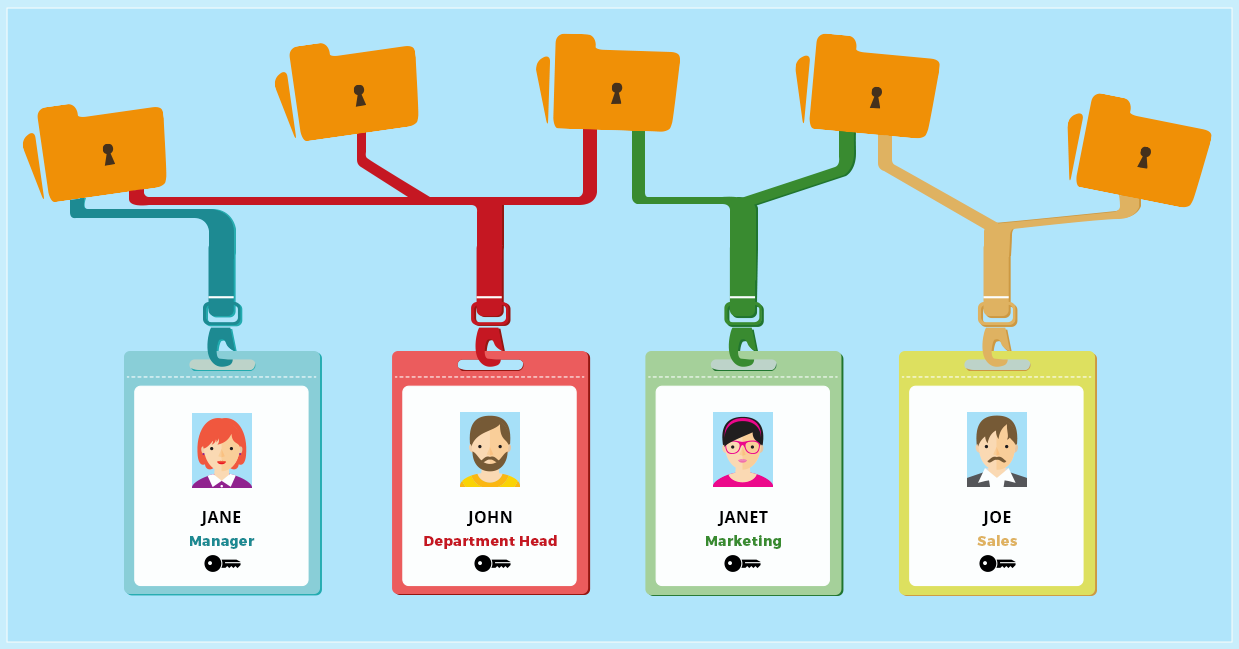 JANE
Manager
JOHN
Department Head
JANET
Marketing
JOE
Sales